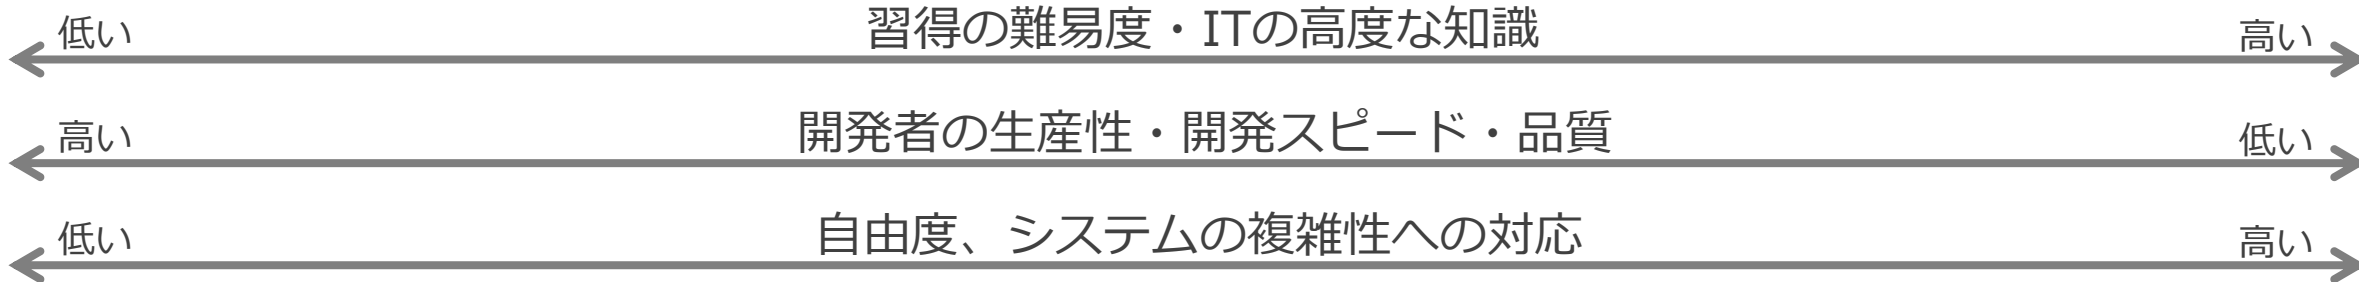 低い 習得の難易度・ITの高度な知識 高い
高い 開発者の生産性・開発スピード・品質 低い
低い 自由度、システムの複雑性への対応 高い